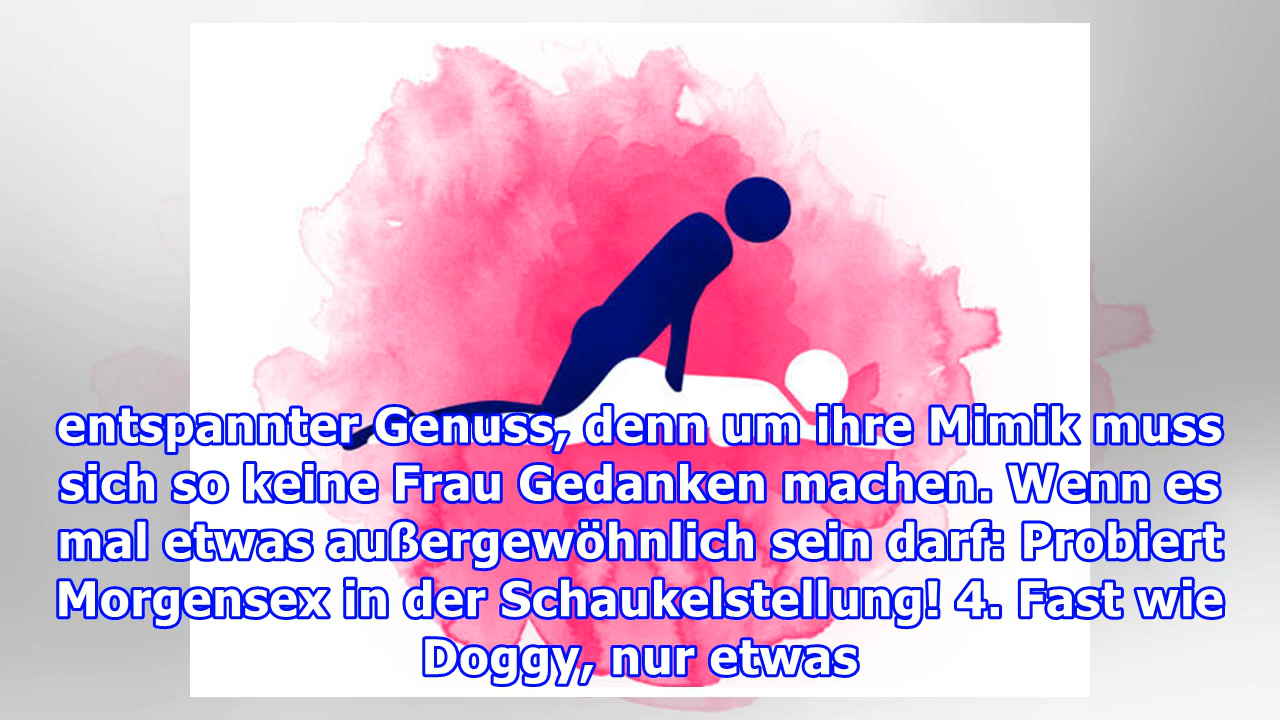 entspannter Genuss, denn um ihre Mimik muss
sich so keine Frau Gedanken machen. Wenn es
mal etwas außergewöhnlich sein darf: Probiert
Morgensex in der Schaukelstellung! 4. Fast wie
Doggy, nur etwas